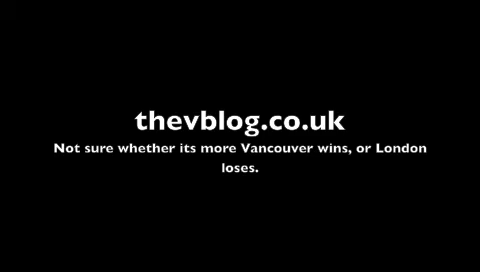 thevblog.co.uk
Not sure whether its more Vancouver wins, or London
loses.